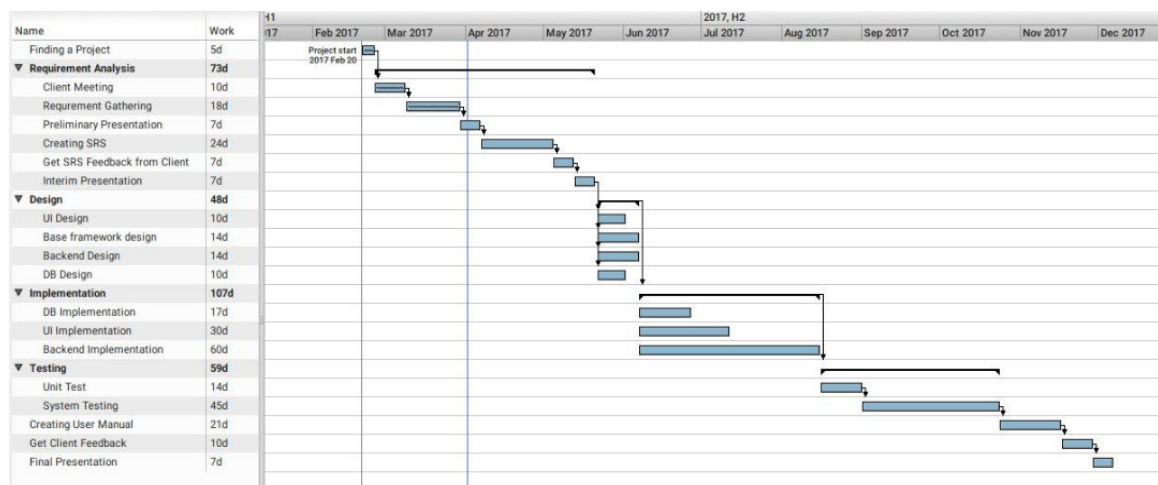 H1 2017, H2
Name Work 17 Feb 2017 Mar 2017 Apr 2017 May 2017 Jun 2017 Jul 2017 Aug 2017 Sep 2017 Oct 2017 Nov 2017 Dec 2017
Finding a Project 5d Project start
2017 Feb 20
▼ Requirement Analysis 73d
Client Meeting 10d
Requrement Gathering 18d
Preliminary Presentation 7d
Creating SRS 24d
Get SRS Feedback from Client 7d
Interim Presentation 7d
▼ Design 48d
UI Design 10d
Base framework design 14d
Backend Design 14d
DB Design 10d
▼ Implementation 107d
DB Implementation 17d
UI Implementation 30d
Backend Implementation 60d
▼ Testing 59d
Unit Test 14d
System Testing 45d
Creating User Manual 21d
Get Client Feedback 10d
Final Presentation 7d